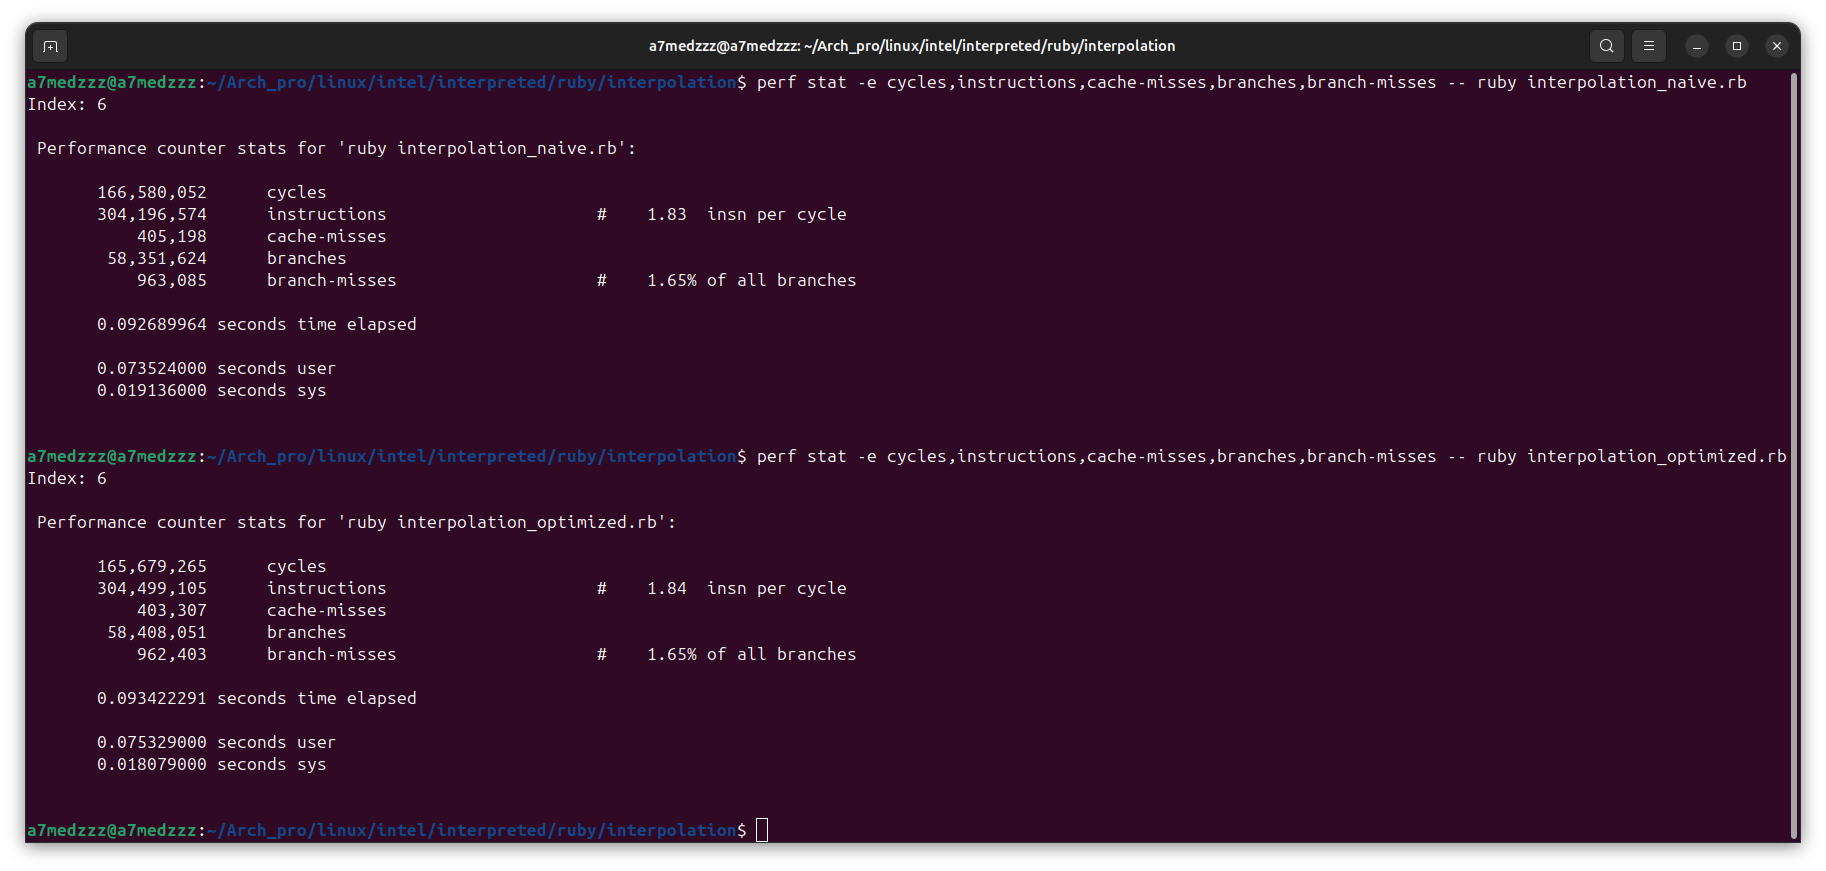 a7medzzz@a7medzzz: ~/Arch_pro/linux/intel/interpreted/ruby/interpolation
a7medzzz@a7medzzz:~/Arch_pro/linux/intel/interpreted/ruby/interpolation$ perf stat -e cycles,instructions,cache-misses,branches,branch-misses -- ruby interpolation_naive.rb
Index: 6
Performance counter stats for 'ruby interpolation_naive.rb':
166,580,052 cycles
304,196,574 instructions # 1.83 insn per cycle
405,198 cache-misses
58,351,624 branches
963,085 branch-misses # 1.65% of all branches
0.092689964 seconds time elapsed
0.073524000 seconds user
0.019136000 seconds sys
a7medzzz@a7medzzz:~/Arch_pro/linux/intel/interpreted/ruby/interpolation$ perf stat -e cycles,instructions,cache-misses,branches,branch-misses -- ruby interpolation_optimized.rb
Index: 6
Performance counter stats for 'ruby interpolation_optimized.rb':
165,679,265 cycles
304,499,105 instructions # 1.84 insn per cycle
403,307 cache-misses
58,408,051 branches
962,403 branch-misses # 1.65% of all branches
0.093422291 seconds time elapsed
0.075329000 seconds user
0.018079000 seconds sys
a7medzzz@a7medzzz:~/Arch_pro/linux/intel/interpreted/ruby/interpolation$